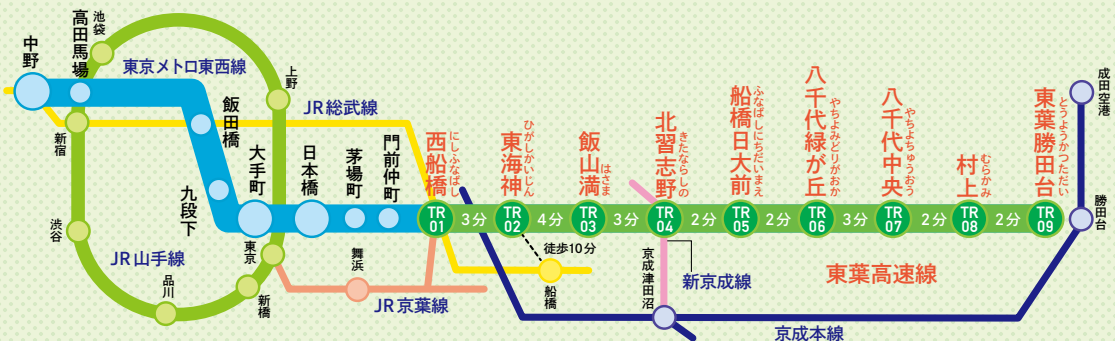 中野
高田馬場
池袋
東京メトロ東西線
上野
JR総武線
新宿
飯田橋
九段下
大手町
日本橋
茅場町
門前仲町
渋谷
JR山手線
品川
新橋
東京
舞浜
JR京葉線
西船橋
にしふなばし
TR
01
3分
東海神
ひがしかいじん
TR
02
4分
徒歩10分
船橋
飯山満
はさま
TR
03
3分
北習志野
きたならしの
TR
04
2分
京成津田沼
新京成線
船橋日大前
ふなばしにちだいまえ
TR
05
2分
八千代緑が丘
やちよみどりがおか
TR
06
3分
八千代中央
やちよちゅうおう
TR
07
2分
村上
むらかみ
TR
08
2分
東葉勝田台
とうようかつただい
TR
09
東葉高速線
京成本線
成田空港
勝田台